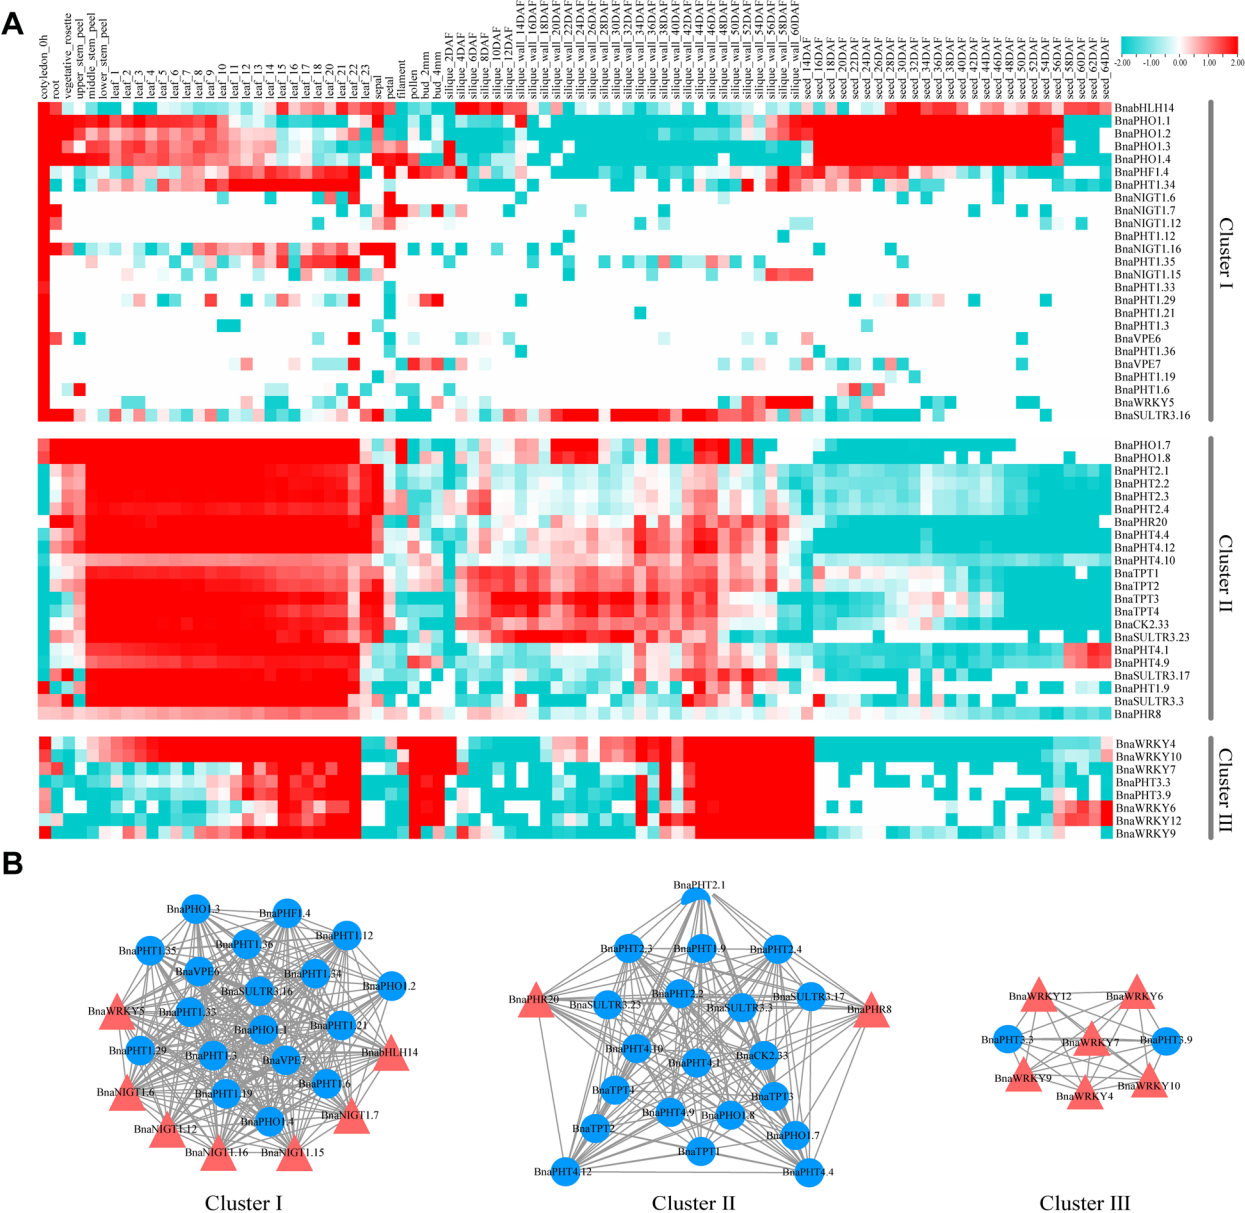 A
cotyledon_0h
root
vegetative_rosette
upper_stem_peel
middle_stem_peel
lower_stem_peel
leaf_1
leaf_2
leaf_3
leaf_4
leaf_5
leaf_6
leaf_7
leaf_8
leaf_9
leaf_10
leaf_11
leaf_12
leaf_13
leaf_14
leaf_15
leaf_16
leaf_17
leaf_18
leaf_20
leaf_21
leaf_22
leaf_23
sepal
petal
filament
pollen
bud_2mm
bud_4mm
silique_2DAF
silique_4DAF
silique_6DAF
silique_8DAF
silique_10DAF
silique_12DAF
silique_wall_14DAF
silique_wall_16DAF
silique_wall_18DAF
silique_wall_20DAF
silique_wall_22DAF
silique_wall_24DAF
silique_wall_26DAF
silique_wall_28DAF
silique_wall_30DAF
silique_wall_32DAF
silique_wall_34DAF
silique_wall_36DAF
silique_wall_38DAF
silique_wall_40DAF
silique_wall_42DAF
silique_wall_44DAF
silique_wall_46DAF
silique_wall_48DAF
silique_wall_50DAF
silique_wall_52DAF
silique_wall_54DAF
silique_wall_56DAF
silique_wall_58DAF
silique_wall_60DAF
seed_14DAF
seed_16DAF
seed_18DAF
seed_20DAF
seed_22DAF
seed_24DAF
seed_26DAF
seed_28DAF
seed_30DAF
seed_32DAF
seed_34DAF
seed_36DAF
seed_38DAF
seed_40DAF
seed_42DAF
seed_44DAF
seed_46DAF
seed_48DAF
seed_50DAF
seed_52DAF
seed_54DAF
seed_56DAF
seed_58DAF
seed_60DAF
seed_62DAF
seed_64DAF
-2.00 -1.00 0.00 1.00 2.00
BnabHLH14
BnaPHO1.1
BnaPHO1.2
BnaPHO1.3
BnaPHO1.4
BnaPHF1.4
BnaPHT1.34
BnaNIGT1.6
BnaNIGT1.7
BnaNIGT1.12
BnaPHT1.12
BnaNIGT1.16
BnaPHT1.35
BnaNIGT1.15
BnaPHT1.33
BnaPHT1.29
BnaPHT1.21
BnaPHT1.3
BnaVPE6
BnaPHT1.36
BnaVPE7
BnaPHT1.19
BnaPHT1.6
BnaWRKY5
BnaSULTR3.16
Cluster I
BnaPHO1.7
BnaPHO1.8
BnaPHT2.1
BnaPHT2.2
BnaPHT2.3
BnaPHT2.4
BnaPHR20
BnaPHT4.4
BnaPHT4.12
BnaPHT4.10
BnaTPT1
BnaTPT2
BnaTPT3
BnaTPT4
BnaCK2.33
BnaSULTR3.23
BnaPHT4.1
BnaPHT4.9
BnaSULTR3.17
BnaPHT1.9
BnaSULTR3.3
BnaPHR8
Cluster II
BnaWRKY4
BnaWRKY10
BnaWRKY7
BnaPHT3.3
BnaPHT3.9
BnaWRKY6
BnaWRKY12
BnaWRKY9
Cluster III
B
BnaPHO1.3
BnaPHF1.4
BnaPHT1.12
BnaPHT1.35
BnaPHT1.36
BnaVPE6
BnaPHT1.34
BnaPHO1.2
BnaSULTR3.16
BnaWRKY5
BnaPHT1.33
BnaPHO1.1
BnaPHT1.21
BnaPHT1.29
BnaPHT1.3
BnaVPE7
BnabHLH14
BnaNIGT1.6
BnaPHT1.19
BnaPHT1.6
BnaNIGT1.7
BnaNIGT1.12
BnaPHO1.4
BnaNIGT1.16
BnaNIGT1.15
Cluster I
BnaPHT2.1
BnaPHT2.3
BnaPHT1.9
BnaPHT2.4
BnaPHR20
BnaSULTR3.23
BnaPHT2.2
BnaSULTR3.3
BnaSULTR3.17
BnaPHR8
BnaPHT4.10
BnaPHT4.1
BnaCK2.33
BnaTPT4
BnaTPT3
BnaPHT4.9
BnaPHO1.8
BnaTPT2
BnaPHO1.7
BnaTPT1
BnaPHT4.12
BnaPHT4.4
Cluster II
BnaWRKY12
BnaWRKY6
BnaPHT3.3
BnaWRKY7
BnaPHT3.9
BnaWRKY9
BnaWRKY10
BnaWRKY4
Cluster III